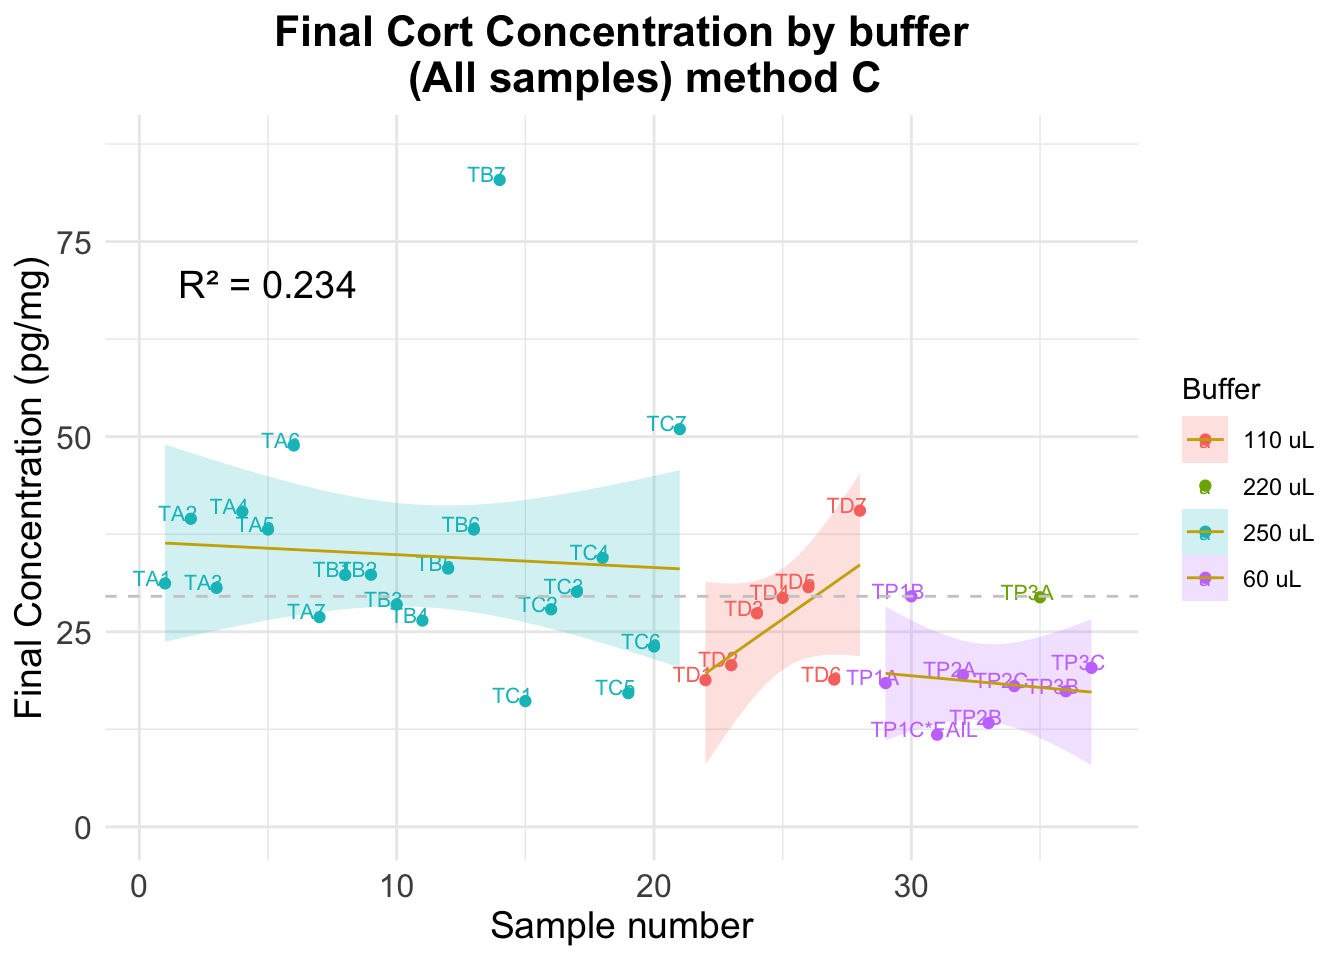 Final Cort Concentration by buffer
(All samples) method C
Final Concentration (pg/mg)
75
50
25
0
R² = 0.234
TB7
TC7
TA6
TA2
TA4
TA5
TB6
TD7
TA1
TA3
TB1
TB2
TB5
TC4
TC3
TD5
TD4
TP1B
TP3A
TA7
TB3
TB4
TC2
TD3
TC6
TD2
TD1
TD6
TP1A
TP2A
TP2C
TP3B
TP3C
TC1
TC5
TP1C*FAIL
TP2B
0
10
20
30
Sample number
Buffer
a 110 uL
a 220 uL
a 250 uL
a 60 uL